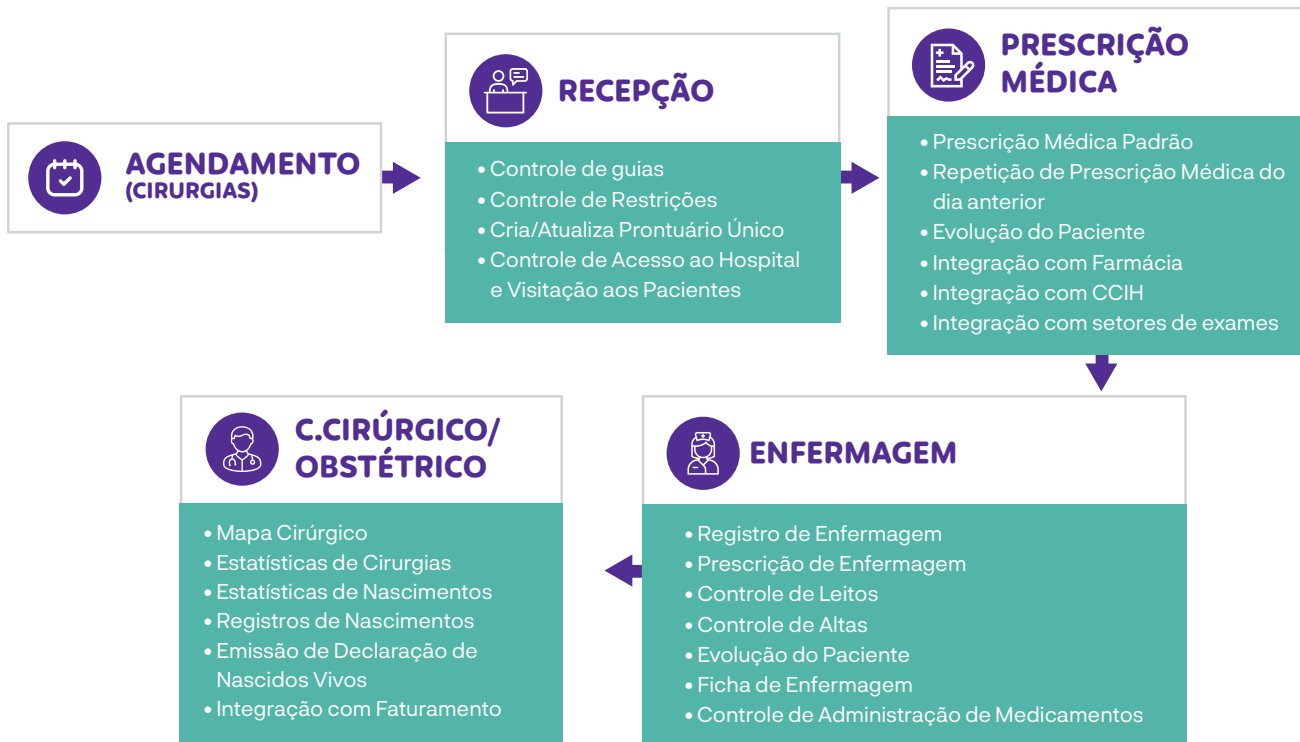 AGENDAMENTO
(CIRURGIAS)
RECEPÇÃO
• Controle de guias
• Controle de Restrições
• Cria/Atualiza Prontuário Único
• Controle de Acesso ao Hospital
e Visitação aos Pacientes
PRESCRIÇÃO
MÉDICA
• Prescrição Médica Padrão
• Repetição de Prescrição Médica do
dia anterior
• Evolução do Paciente
• Integração com Farmácia
• Integração com CCIH
• Integração com setores de exames
ENFERMAGEM
• Registro de Enfermagem
• Prescrição de Enfermagem
• Controle de Leitos
• Controle de Altas
• Evolução do Paciente
• Ficha de Enfermagem
• Controle de Administração de Medicamentos
C.CIRÚRGICO/
OBSTÉTRICO
• Mapa Cirúrgico
• Estatísticas de Cirurgias
• Estatísticas de Nascimentos
• Registros de Nascimentos
• Emissão de Declaração de
Nascidos Vivos
• Integração com Faturamento